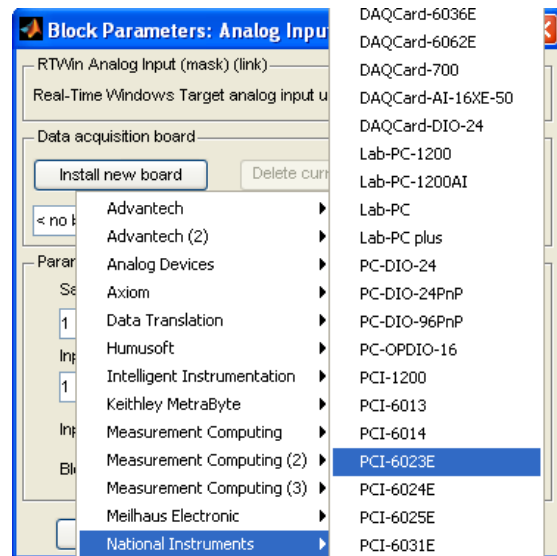 Block Parameters: Analog Inpu
RTWin Analog Input (mask) (link)
Real-Time Windows Target analog input u
Data acquisition board
Install new board
Delete curr
< no b
Parar
Sa
1
Inp
1
Inp
Bl
Advantech
Advantech (2)
Analog Devices
Axiom
Data Translation
Humusoft
Intelligent Instrumentation
Keithley MetraByte
Measurement Computing
Measurement Computing (2)
Measurement Computing (3)
Meilhaus Electronic
National Instruments
DAQCard-6036E
DAQCard-6062E
DAQCard-700
DAQCard-AI-16XE-50
DAQCard-DIO-24
Lab-PC-1200
Lab-PC-1200AI
Lab-PC
Lab-PC plus
PC-DIO-24
PC-DIO-24PnP
PC-DIO-96PnP
PC-OPDIO-16
PCI-1200
PCI-6013
PCI-6014
PCI-6023E
PCI-6024E
PCI-6025E
PCI-6031E